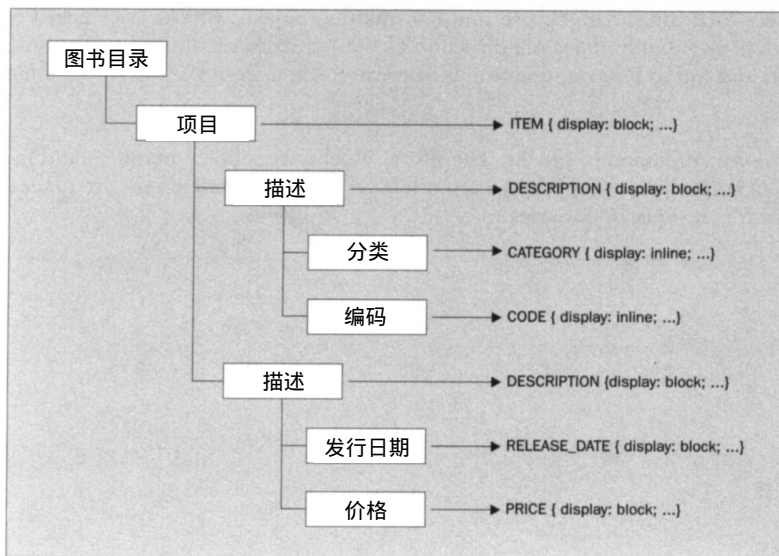 图书目录
项目
ITEM { display: block; ...}
描述
DESCRIPTION { display: block; ...}
分类
CATEGORY { display: inline; ...}
编码
CODE { display: inline; ...}
描述
DESCRIPTION {display: block; ...}
发行日期
RELEASE_DATE { display: block; ...}
价格
PRICE { display: block; ...}